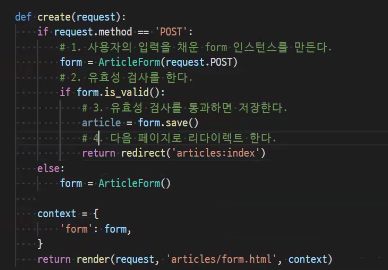 def create(request):
    if request.method == 'POST':
        # 1. 사용자의 입력을 채운 form 인스턴스를 만든다.
        form = ArticleForm(request.POST)
        # 2. 유효성 검사를 한다.
        if form.is_valid():
            # 3. 유효성 검사를 통과하면 저장한다.
            article = form.save()
            # 4. 다음 페이지로 리다이렉트 한다.
            return redirect('articles:index')
    else:
        form = ArticleForm()

    context = {
        'form': form,
    }
    return render(request, 'articles/form.html', context)